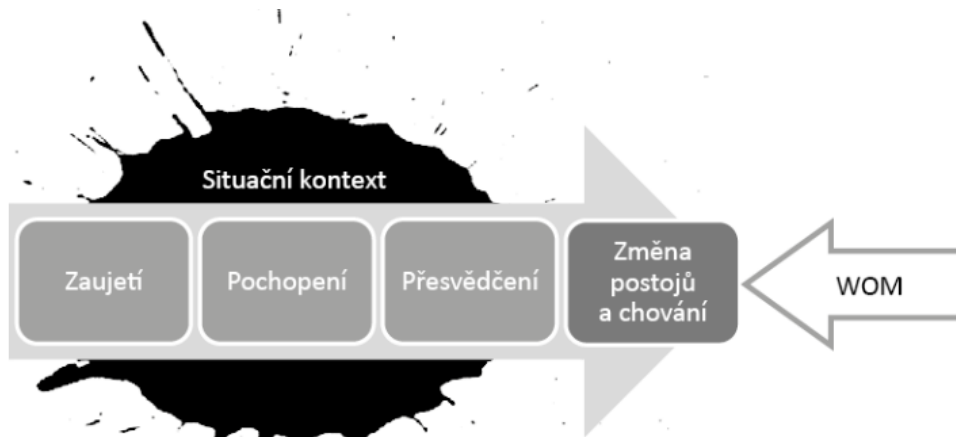 Situační kontext
Zaujetí
Pochopení
Přesvědčení
Změna
postojů
a chování
WOM